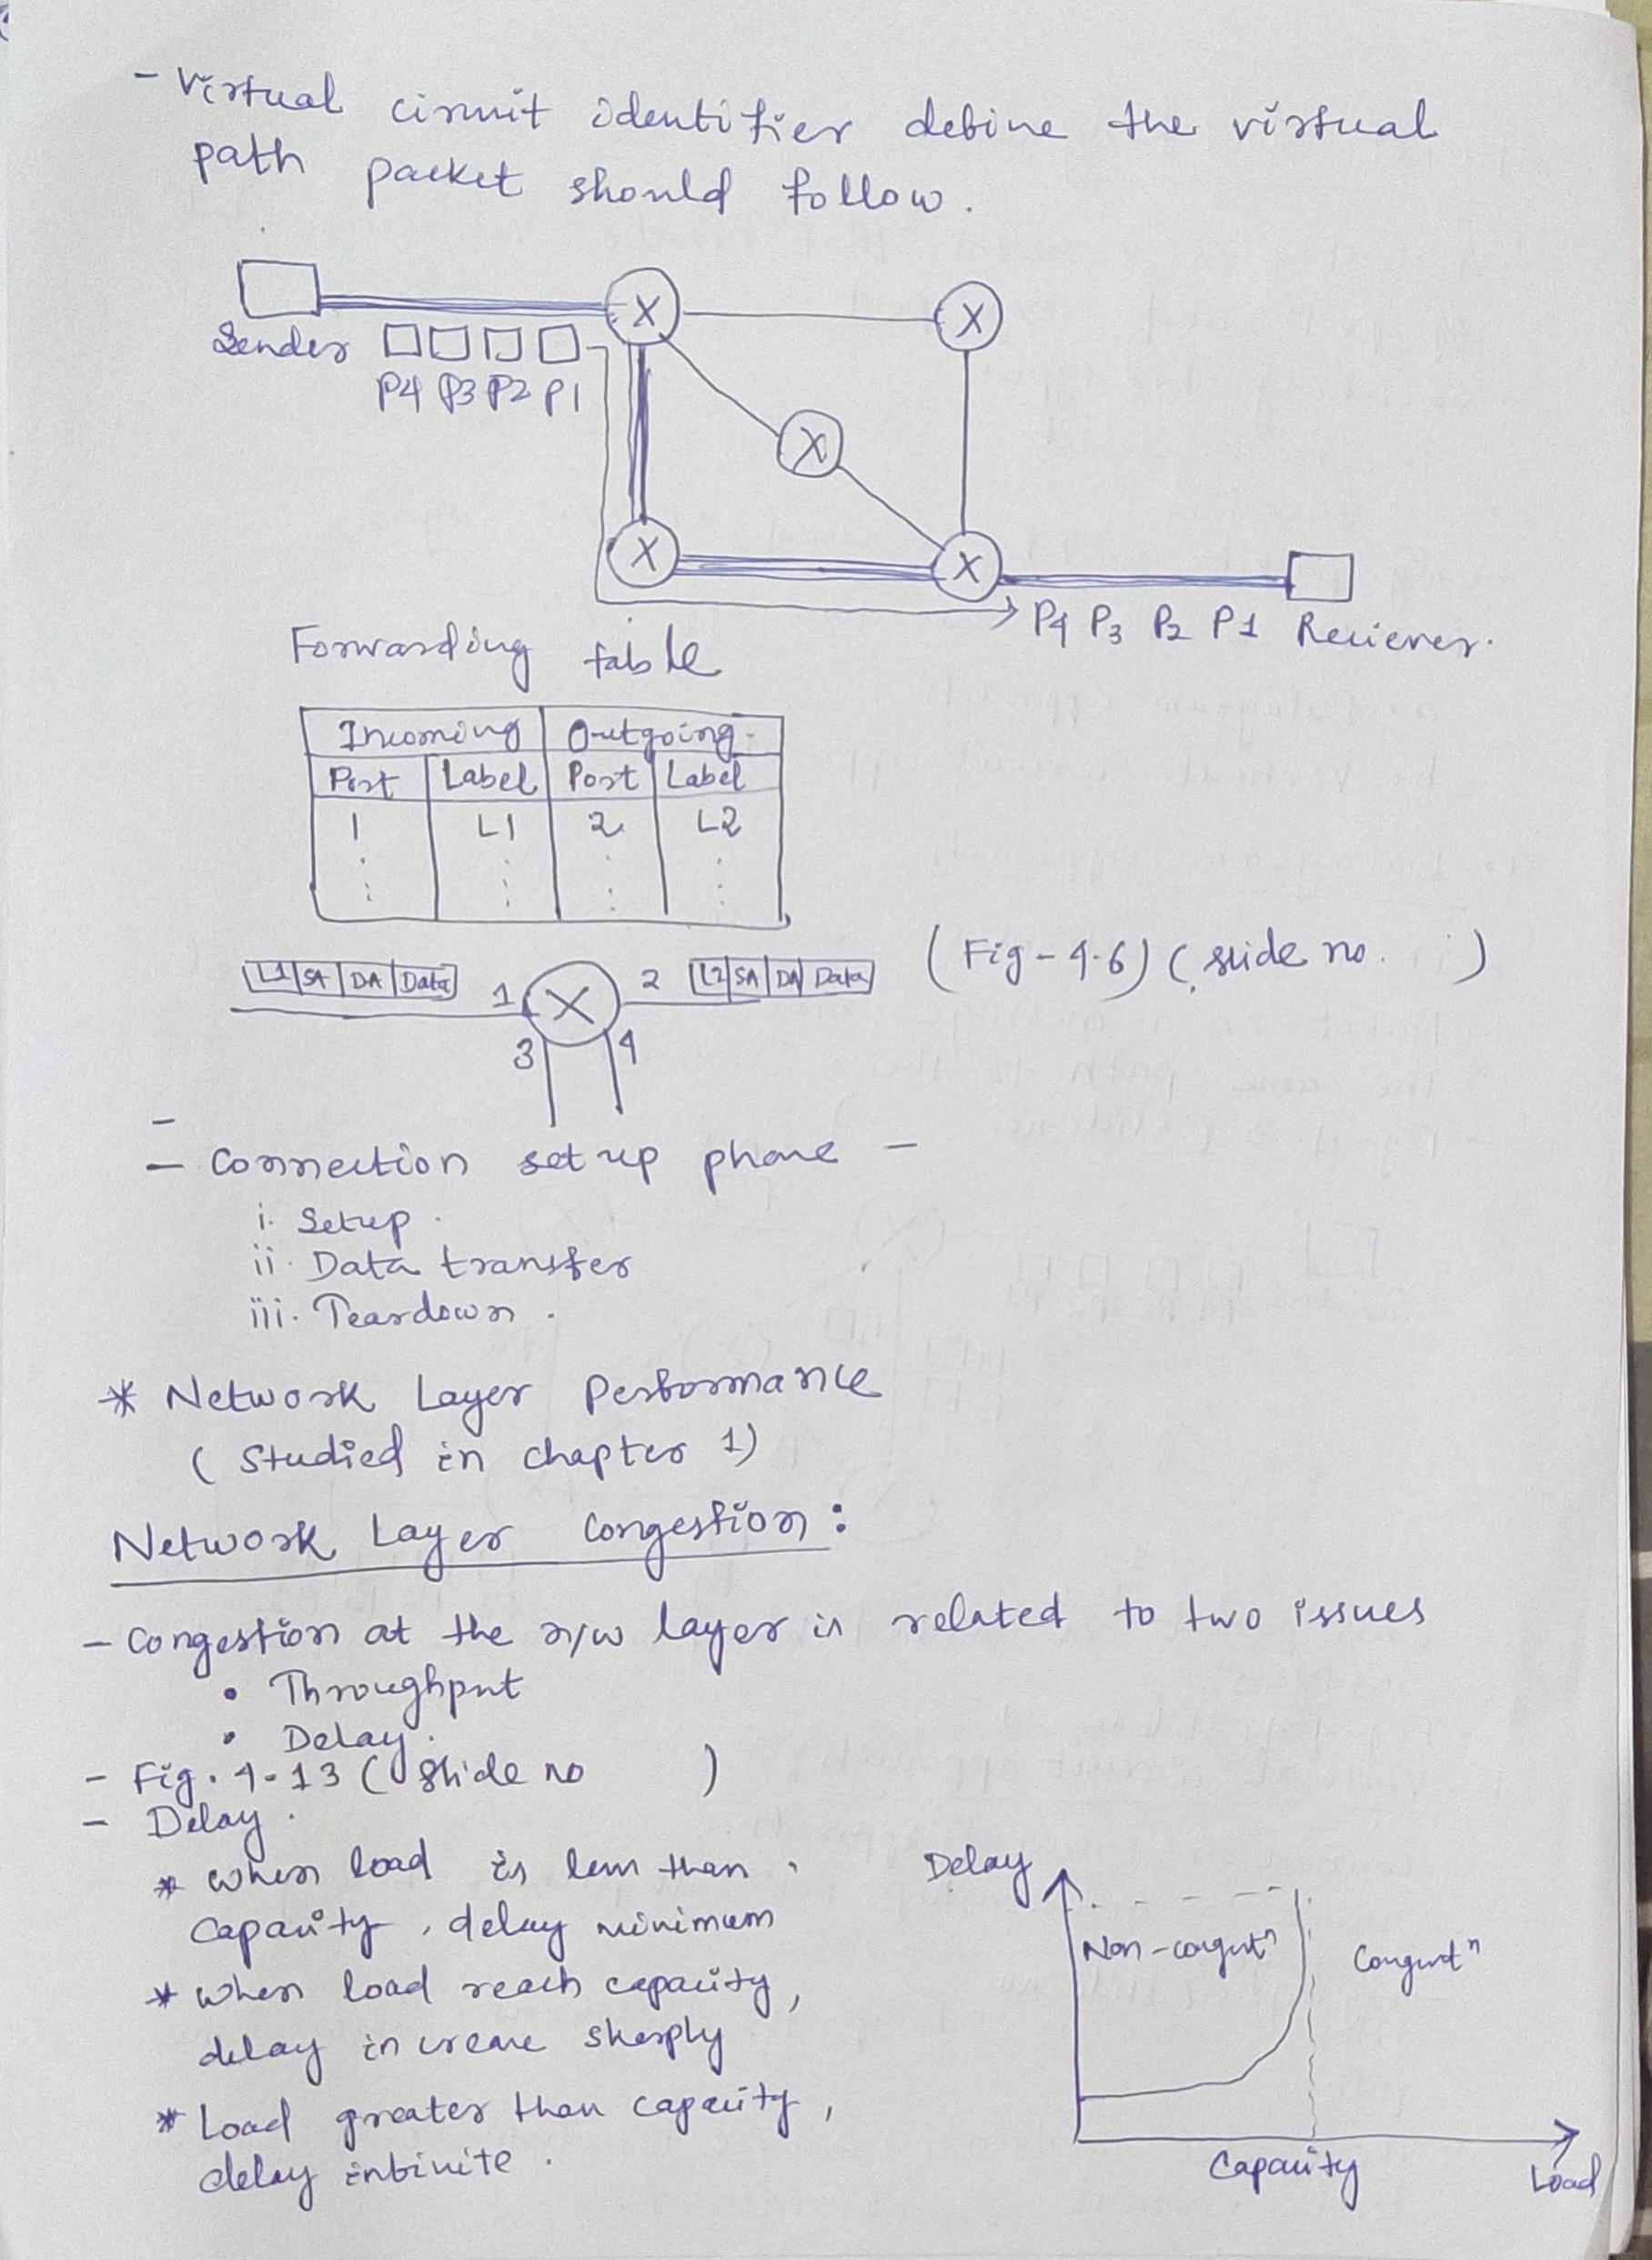 - Virtual circuit identifier define the virtual
path packet should follow.
Sender
P4 P3 P2 P1
P4 P3 P2 P1 Reciever.
Forwarding table
Incoming Outgoing.
Port Label Port Label
1 L1 2 L2
L1 SA DA Data 1 2 L2 SA DA Data
(Fig - 4.6) (slide no. )
3 4
-
- Connection setup phase -
i. Setup.
ii. Data transfer
iii. Teardown.
* Network Layer Performance
(Studied in chapter 1)
Network Layer Congestion:
- Congestion at the n/w layer is related to two issues
• Throughput
• Delay.
- Fig. 4.13 (Slide no )
- Delay.
* when load is less than
capacity, delay minimum
* when load reach capacity,
delay increase sharply
* Load greater than capacity,
delay infinite.
Delay
Non-congestⁿ Congestⁿ
Capacity Load